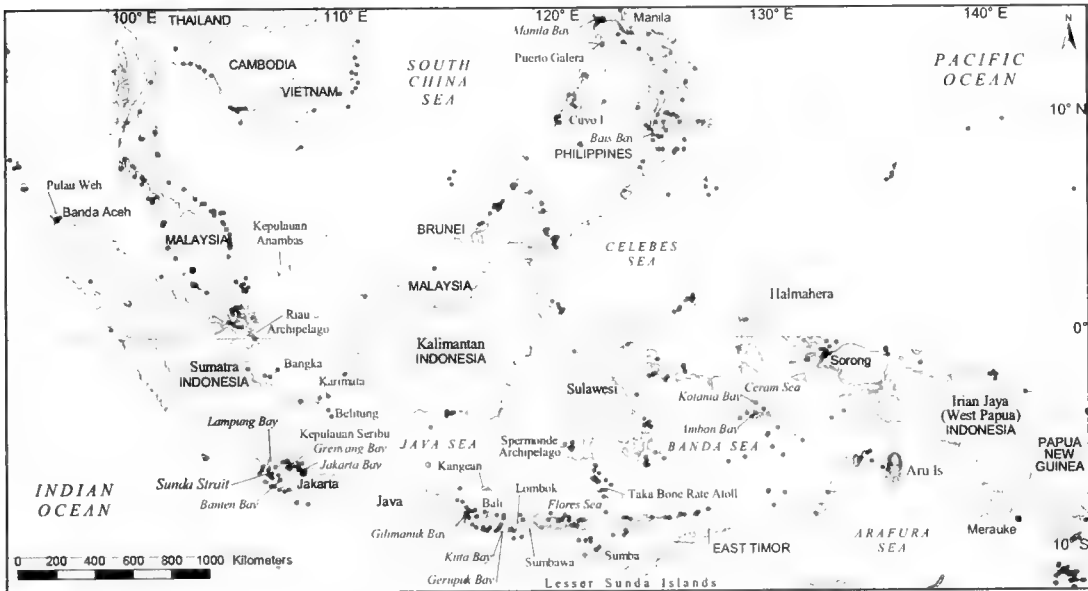 100° E
110° E
120° E
130° E
140° E
N
THAILAND
Manila
Manila Bay
Puerto Galera
CAMBODIA
VIETNAM
SOUTH
CHINA
SEA
PACIFIC
OCEAN
10° N
Cuyo I
Bais Bay
PHILIPPINES
Pulau Weh
Banda Aceh
MALAYSIA
Kepulauan
Anambas
BRUNEI
CELEBES
SEA
MALAYSIA
Halmahera
Riau
Archipelago
0°
Kalimantan
INDONESIA
Sorong
Sumatra
INDONESIA
Bangka
Karimata
Belitung
Sulawesi
Ceram Sea
Kotania Bay
Irian Jaya
(West Papua)
INDONESIA
Lampung Bay
Kepulauan Seribu
Grenyang Bay
Jakarta Bay
JAVA SEA
Spermonde
Archipelago
Ambon Bay
BANDA SEA
PAPUA
NEW
GUINEA
Sunda Strait
Jakarta
Kangean
Aru Is
INDIAN
OCEAN
Banten Bay
Java
Bali
Lombok
Flores Sea
Taka Bone Rate Atoll
Gilimanuk Bay
ARAFURA
SEA
Merauke
Kuta Bay
Sumbawa
Sumba
EAST TIMOR
10° S
Gerupuk Bay
Lesser Sunda Islands
0 200 400 600 800 1000 Kilometers